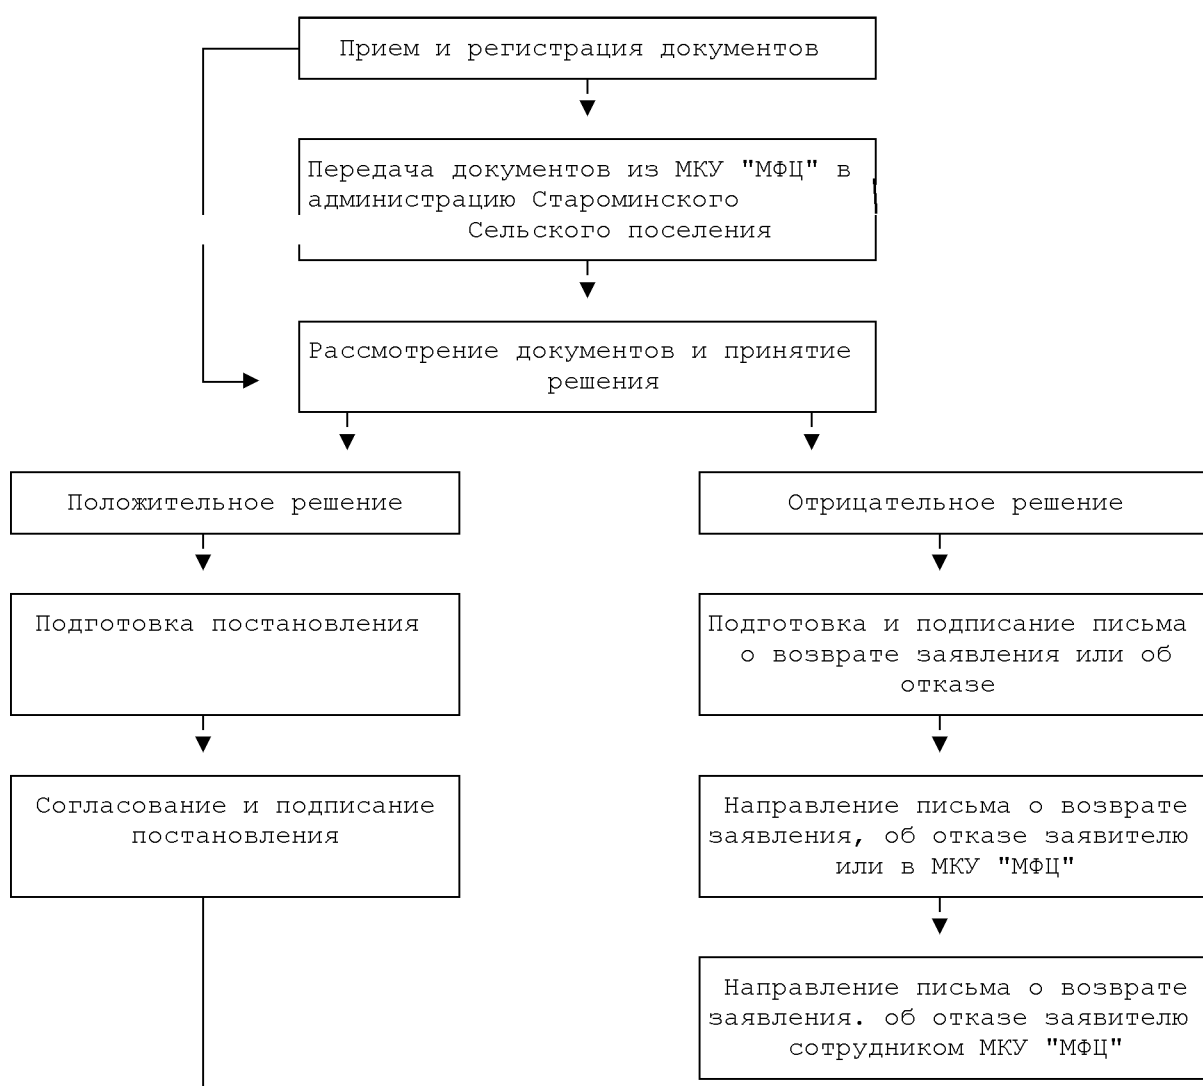 Прием и регистрация документов
Передача документов из МКУ "МФЦ" в
администрацию Староминского
Сельского поселения
Рассмотрение документов и принятие
решения
Положительное решение
Отрицательное решение
Подготовка постановления
Подготовка и подписание письма
о возврате заявления или об
отказе
Согласование и подписание
постановления
Направление письма о возврате
заявления, об отказе заявителю
или в МКУ "МФЦ"
Направление письма о возврате
заявления. об отказе заявителю
сотрудником МКУ "МФЦ"